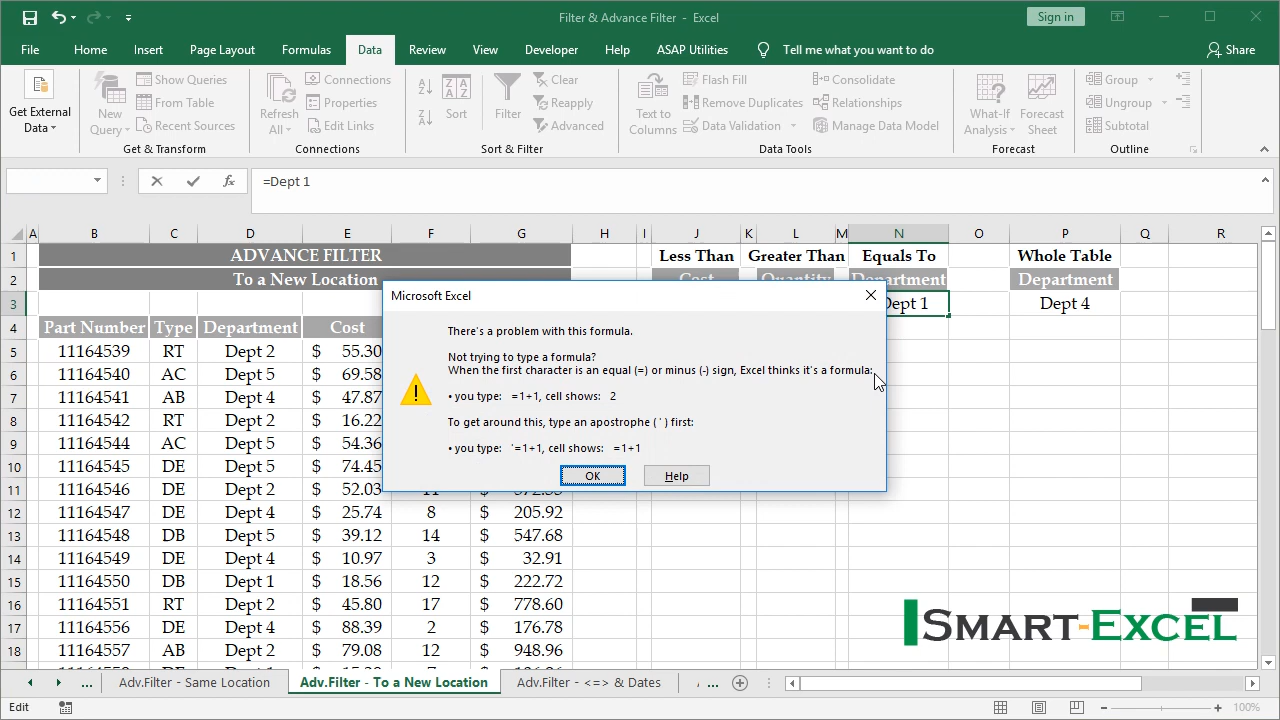 Filter & Advance Filter - Excel
Sign in
File Home Insert Page Layout Formulas Data Review View Developer Help ASAP Utilities Tell me what you want to do Share
Get External Data
New Query
Show Queries
From Table
Recent Sources
Get & Transform
Refresh All
Connections
Properties
Edit Links
Connections
Sort
Filter
Clear
Reapply
Advanced
Sort & Filter
Text to Columns
Flash Fill
Remove Duplicates
Data Validation
Consolidate
Relationships
Manage Data Model
Data Tools
What-If Analysis
Forecast Sheet
Forecast
Group
Ungroup
Subtotal
Outline
fx =Dept 1
A B C D E F G H I J K L M N O P Q R
1 ADVANCE FILTER Less Than Greater Than Equals To Whole Table
2 To a New Location Cost Quantity Department Department
3 Dept 1 Dept 4
4 Part Number Type Department Cost
5 11164539 RT Dept 2 $ 55.30
6 11164540 AC Dept 5 $ 69.58
7 11164541 AB Dept 4 $ 47.87
8 11164542 RT Dept 2 $ 16.22
9 11164544 AC Dept 5 $ 54.36
10 11164545 DE Dept 5 $ 74.45
11 11164546 DE Dept 2 $ 52.03
12 11164547 DE Dept 4 $ 25.74 8 $ 205.92
13 11164548 DB Dept 5 $ 39.12 14 $ 547.68
14 11164549 DE Dept 4 $ 10.97 3 $ 32.91
15 11164550 DB Dept 1 $ 18.56 12 $ 222.72
16 11164551 RT Dept 2 $ 45.80 17 $ 778.60
17 11164556 DE Dept 4 $ 88.39 2 $ 176.78
18 11164557 AB Dept 2 $ 79.08 12 $ 948.96
Microsoft Excel
There's a problem with this formula.
Not trying to type a formula?
When the first character is an equal (=) or minus (-) sign, Excel thinks it's a formula:
• you type: =1+1, cell shows: 2
To get around this, type an apostrophe ( ' ) first:
• you type: '=1+1, cell shows: =1+1
OK
Help
SMART-EXCEL
... Adv.Filter - Same Location Adv.Filter - To a New Location Adv.Filter - <=> & Dates ...
Edit 100%